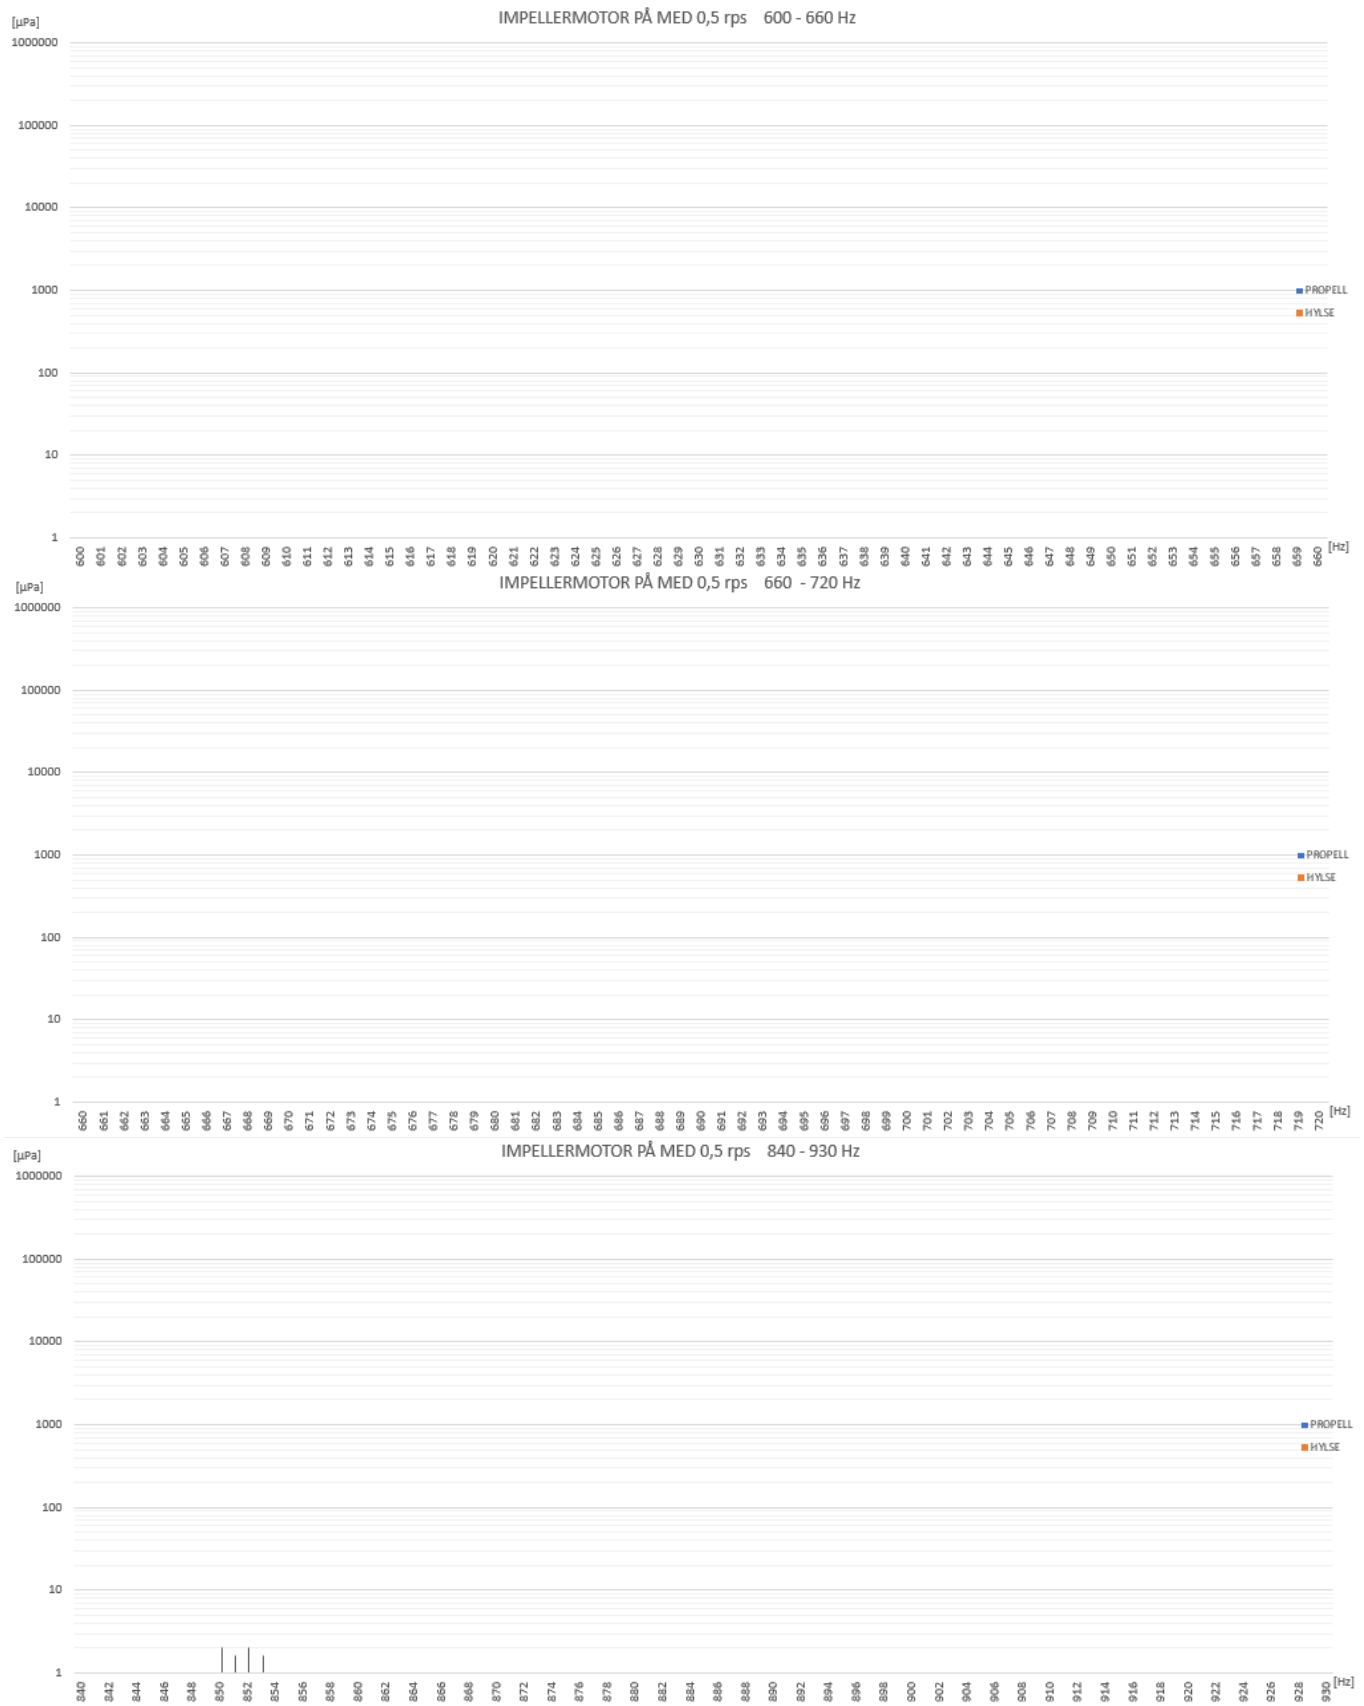 IMPELLERMOTOR PÅ MED 0,5 rps 600 - 660 Hz
[µPa]
1000000
100000
10000
1000
100
10
1
PROPELL
HYLSE
600 601 602 603 604 605 606 607 608 609 610 611 612 613 614 615 616 617 618 619 620 621 622 623 624 625 626 627 628 629 630 631 632 633 634 635 636 637 638 639 640 641 642 643 644 645 646 647 648 649 650 651 652 653 654 655 656 657 658 659 660 [Hz]
IMPELLERMOTOR PÅ MED 0,5 rps 660 - 720 Hz
[µPa]
1000000
100000
10000
1000
100
10
1
PROPELL
HYLSE
660 661 662 663 664 665 666 667 668 669 670 671 672 673 674 675 676 677 678 679 680 681 682 683 684 685 686 687 688 689 690 691 692 693 694 695 696 697 698 699 700 701 702 703 704 705 706 707 708 709 710 711 712 713 714 715 716 717 718 719 720 [Hz]
IMPELLERMOTOR PÅ MED 0,5 rps 840 - 930 Hz
[µPa]
1000000
100000
10000
1000
100
10
1
PROPELL
HYLSE
840 842 844 846 848 850 852 854 856 858 860 862 864 866 868 870 872 874 876 878 880 882 884 886 888 890 892 894 896 898 900 902 904 906 908 910 912 914 916 918 920 922 924 926 928 930 [Hz]